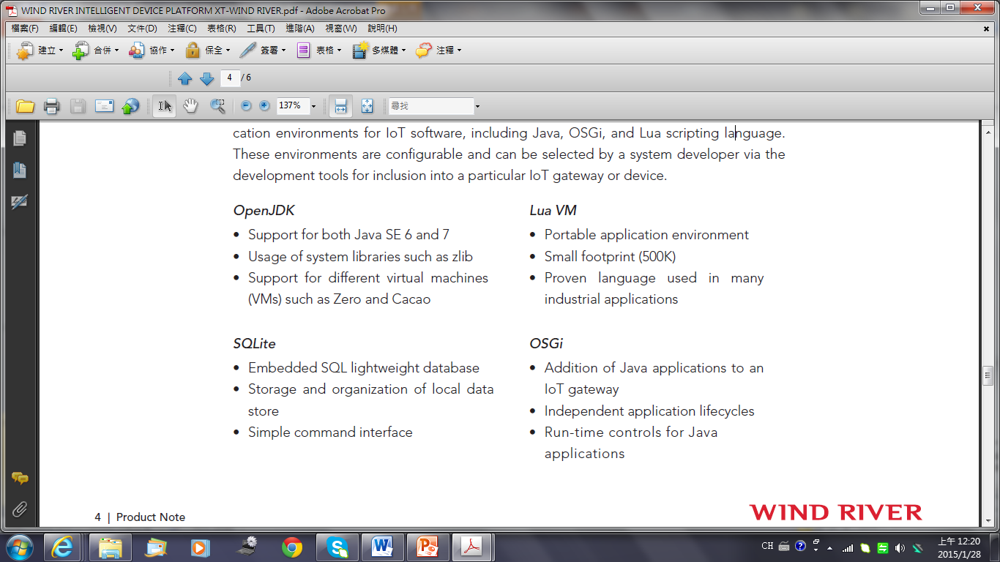 WIND RIVER INTELLIGENT DEVICE PLATFORM XT-WIND RIVER.pdf - Adobe Acrobat Pro
檔案(F) 編輯(E) 檢視(V) 文件(D) 注釋(C) 表格(R) 工具(T) 進階(A) 視窗(W) 說明(H)
建立 合併 協作 保全 簽署 表格 多媒體 注釋
4 / 6
137% 尋找
cation environments for IoT software, including Java, OSGi, and Lua scripting language.
These environments are configurable and can be selected by a system developer via the
development tools for inclusion into a particular IoT gateway or device.
OpenJDK
• Support for both Java SE 6 and 7
• Usage of system libraries such as zlib
• Support for different virtual machines
(VMs) such as Zero and Cacao
Lua VM
• Portable application environment
• Small footprint (500K)
• Proven language used in many
industrial applications
SQLite
• Embedded SQL lightweight database
• Storage and organization of local data
store
• Simple command interface
OSGi
• Addition of Java applications to an
IoT gateway
• Independent application lifecycles
• Run-time controls for Java
applications
4 | Product Note
WIND RIVER
CH
上午 12:20
2015/1/28